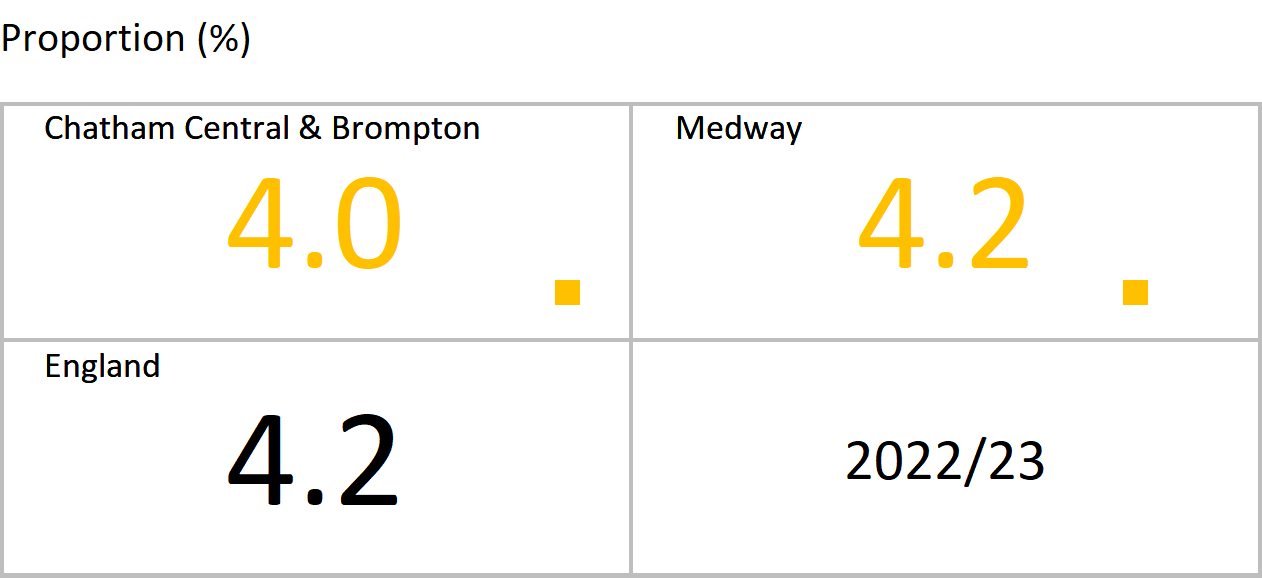 Proportion (%)
Chatham Central & Brompton
4.0
Medway
4.2
England
4.2
2022/23